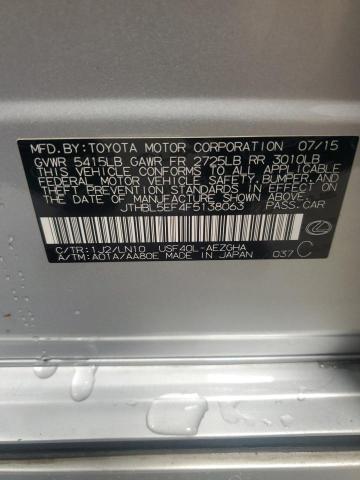 MFD. BY: TOYOTA MOTOR CORPORATION 07/15
GVWR 5415LB GAWR FR 2725LB RR 3010LB
THIS VEHICLE CONFORMS TO ALL APPLICABLE
FEDERAL MOTOR VEHICLE SAFETY, BUMPER, AND
THEFT PREVENTION STANDARDS IN EFFECT ON
THE DATE OF MANUFACTURE SHOWN ABOVE.
JTHBL5EF4F5138063 PASS.CAR
C/TR: 1J2/LN10 USF40L-AEZGHA
A/TM: A01A/AA80E MADE IN JAPAN 037 C